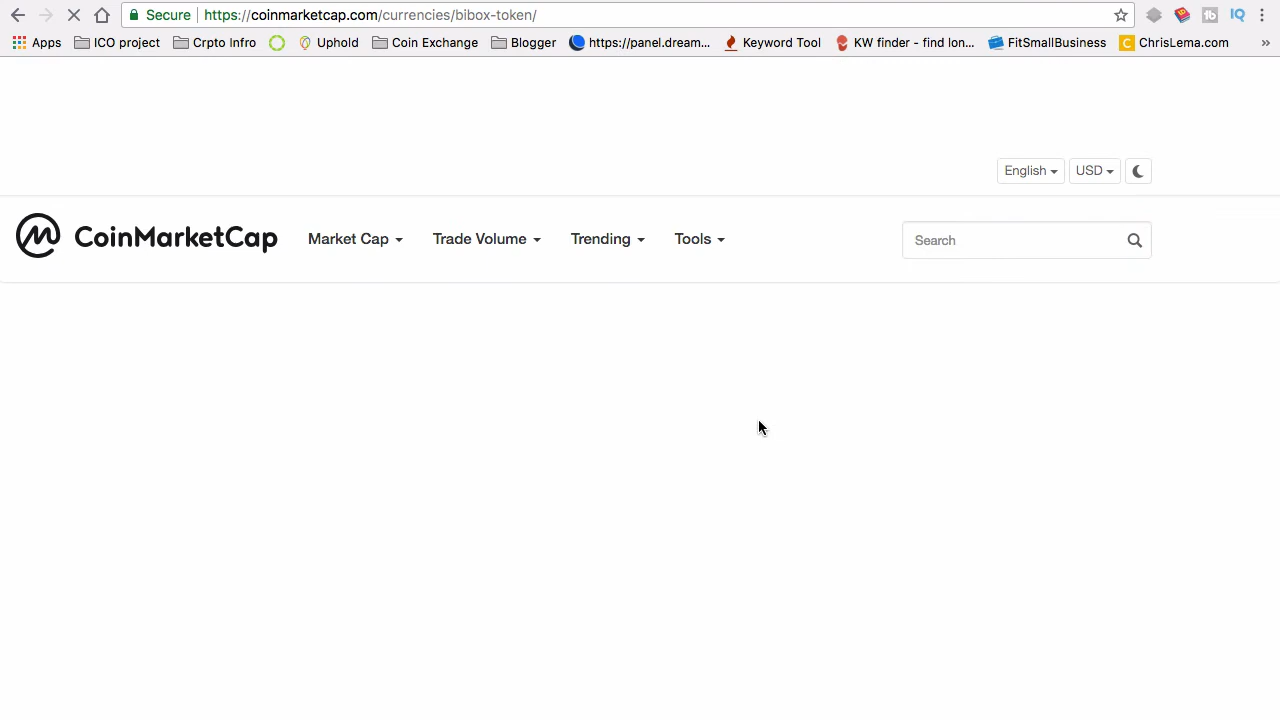 Secure https://coinmarketcap.com/currencies/bibox-token/
Apps ICO project Crpto Info Uphold Coin Exchange Blogger https://panel.dream... Keyword Tool KW finder - find lon... FitSmallBusiness ChrisLema.com »
English USD
CoinMarketCap Market Cap Trade Volume Trending Tools Search